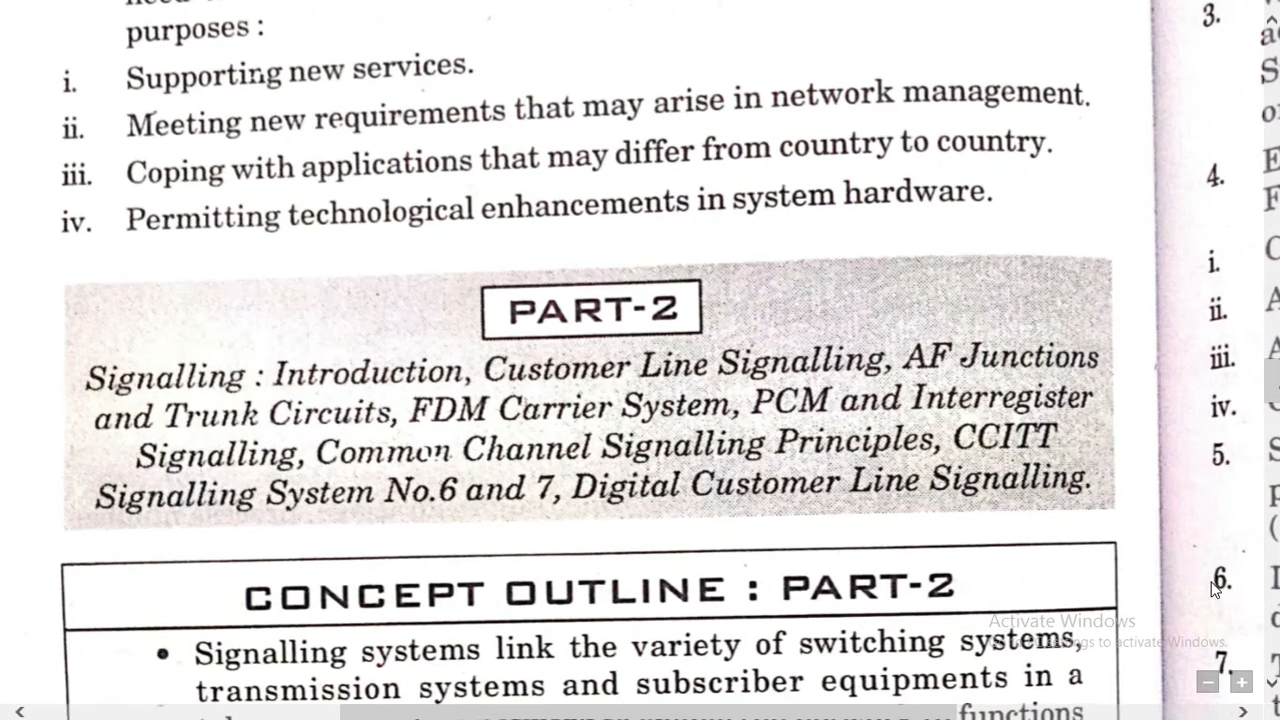 purposes :
i. Supporting new services.
ii. Meeting new requirements that may arise in network management.
iii. Coping with applications that may differ from country to country.
iv. Permitting technological enhancements in system hardware.
PART-2
Signalling : Introduction, Customer Line Signalling, AF Junctions
and Trunk Circuits, FDM Carrier System, PCM and Interregister
Signalling, Common Channel Signalling Principles, CCITT
Signalling System No.6 and 7, Digital Customer Line Signalling.
CONCEPT OUTLINE : PART-2
• Signalling systems link the variety of switching systems,
transmission systems and subscriber equipments in a
functions
3.
4.
i.
ii.
iii.
iv.
5.
6.
7.
Activate Windows
to activate Windows.